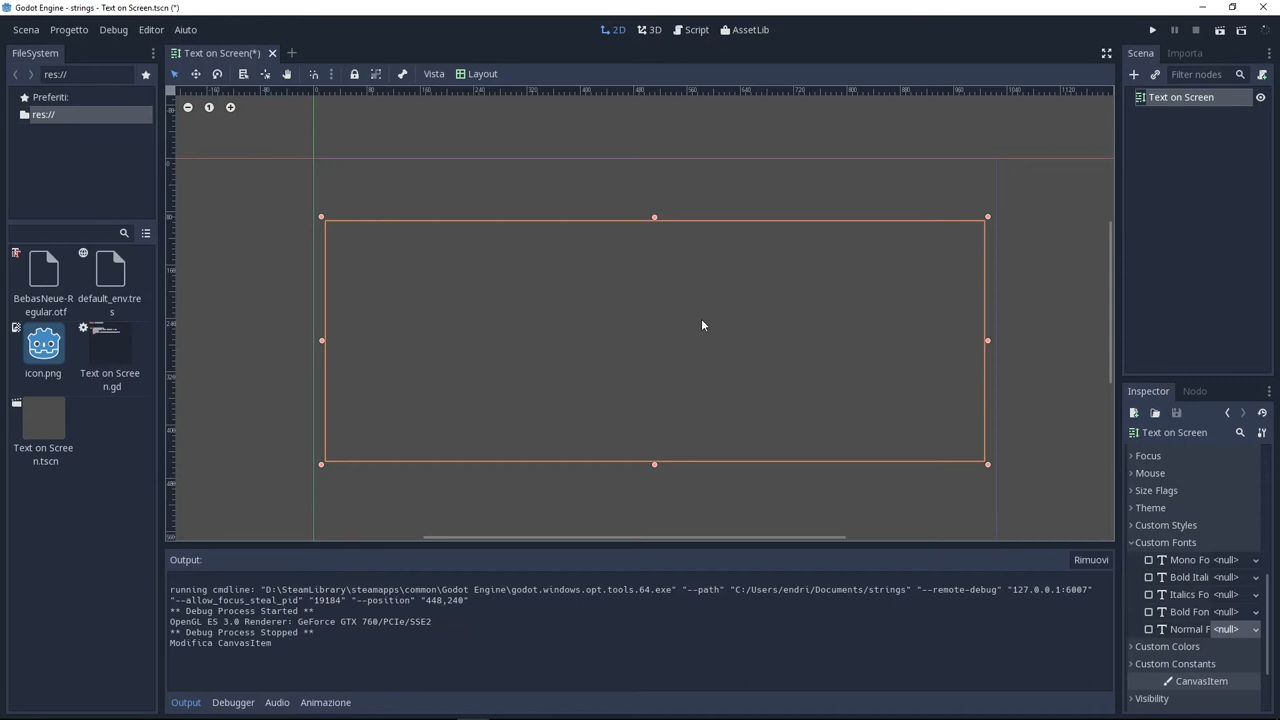 Godot Engine - strings - Text on Screen.tscn (*)
Scena Progetto Debug Editor Aiuto
2D 3D Script AssetLib
FileSystem
Text on Screen(*)
Scena Importa
res://
Vista Layout
Filter nodes
Preferiti:
res://
Text on Screen
BebasNeue-R
egular.otf
default_env.tre
s
icon.png
Text on Scree
n.gd
Text on Scree
n.tscn
Inspector Nodo
Text on Screen
Focus
Mouse
Size Flags
Theme
Custom Styles
Custom Fonts
Mono Fo <null>
Bold Itali <null>
Italics Fo <null>
Bold Fon <null>
Normal F <null>
Custom Colors
Custom Constants
CanvasItem
Visibility
Output: Rimuovi
running cmdline: "D:\SteamLibrary\steamapps\common\Godot Engine\godot.windows.opt.tools.64.exe" "--path" "C:/Users/endri/Documents/strings" "--remote-debug" "127.0.0.1:6007"
"--allow_focus_steal_pid" "19184" "--position" "448,240"
** Debug Process Started **
OpenGL ES 3.0 Renderer: GeForce GTX 760/PCIe/SSE2
** Debug Process Stopped **
Modifica CanvasItem
Output Debugger Audio Animazione